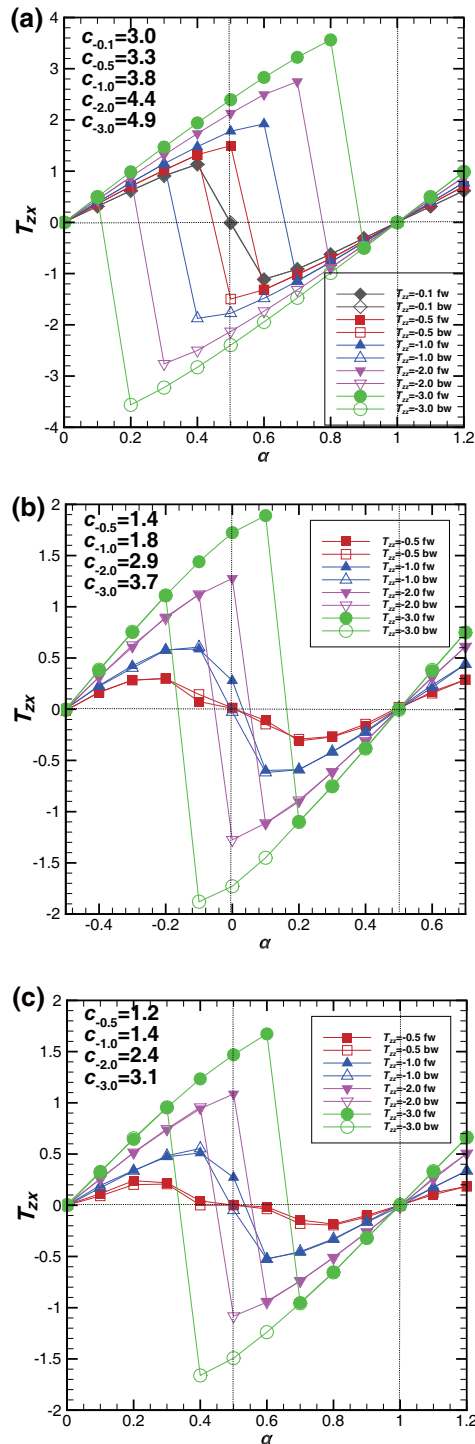 (a)
c-0.1=3.0
c-0.5=3.3
c-1.0=3.8
c-2.0=4.4
c-3.0=4.9
4
3
2
1
0
-1
-2
-3
-4
Tzx
Tzz=-0.1 fw
Tzz=-0.1 bw
Tzz=-0.5 fw
Tzz=-0.5 bw
Tzz=-1.0 fw
Tzz=-1.0 bw
Tzz=-2.0 fw
Tzz=-2.0 bw
Tzz=-3.0 fw
Tzz=-3.0 bw
0 0.2 0.4 0.6 0.8 1 1.2
α
(b)
c-0.5=1.4
c-1.0=1.8
c-2.0=2.9
c-3.0=3.7
2
1.5
1
0.5
0
-0.5
-1
-1.5
-2
Tzx
Tzz=-0.5 fw
Tzz=-0.5 bw
Tzz=-1.0 fw
Tzz=-1.0 bw
Tzz=-2.0 fw
Tzz=-2.0 bw
Tzz=-3.0 fw
Tzz=-3.0 bw
-0.4 -0.2 0 0.2 0.4 0.6
α
(c)
c-0.5=1.2
c-1.0=1.4
c-2.0=2.4
c-3.0=3.1
2
1.5
1
0.5
0
-0.5
-1
-1.5
-2
Tzx
Tzz=-0.5 fw
Tzz=-0.5 bw
Tzz=-1.0 fw
Tzz=-1.0 bw
Tzz=-2.0 fw
Tzz=-2.0 bw
Tzz=-3.0 fw
Tzz=-3.0 bw
0 0.2 0.4 0.6 0.8 1 1.2
α